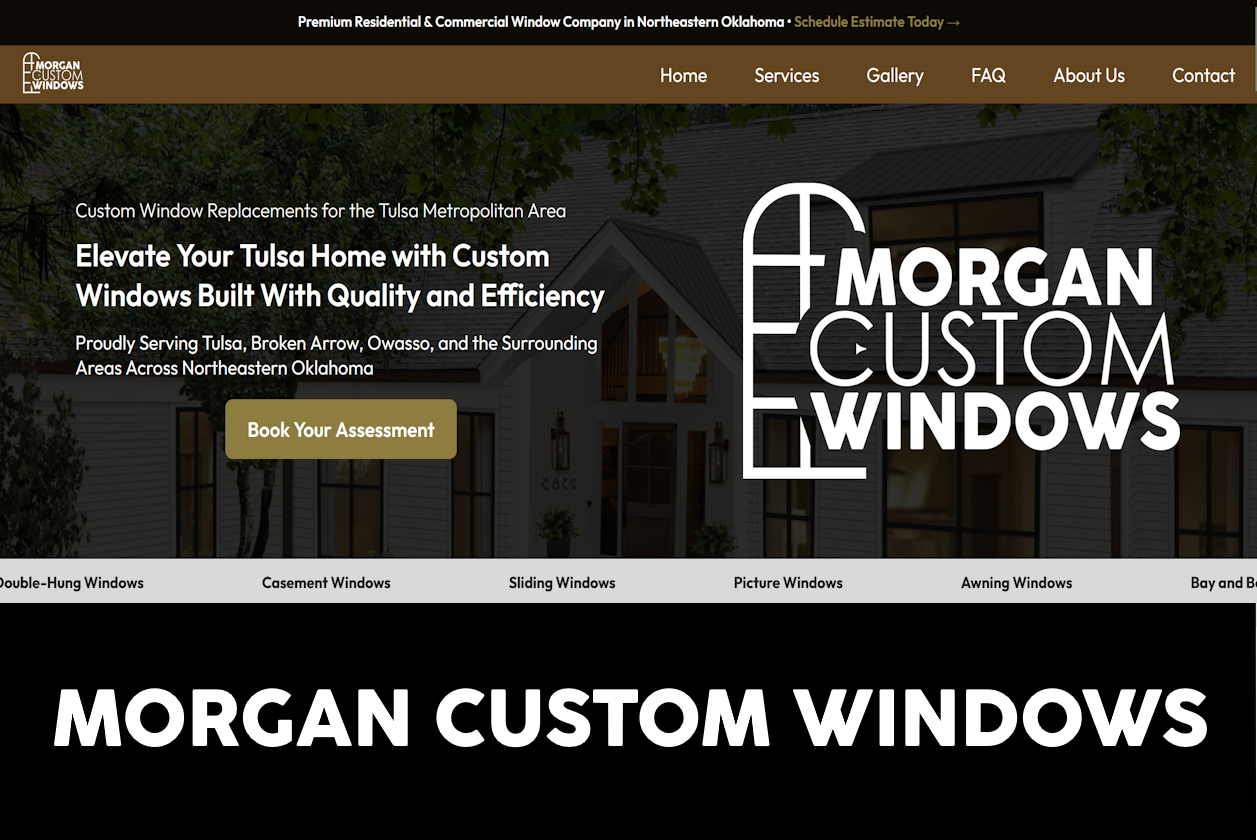 Premium Residential & Commercial Window Company in Northeastern Oklahoma • Schedule Estimate Today →
MORGAN
CUSTOM
WINDOWS
Home Services Gallery FAQ About Us Contact
Custom Window Replacements for the Tulsa Metropolitan Area
Elevate Your Tulsa Home with Custom
Windows Built With Quality and Efficiency
Proudly Serving Tulsa, Broken Arrow, Owasso, and the Surrounding
Areas Across Northeastern Oklahoma
Book Your Assessment
MORGAN
CUSTOM
WINDOWS
Double-Hung Windows Casement Windows Sliding Windows Picture Windows Awning Windows Bay and
MORGAN CUSTOM WINDOWS